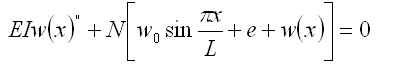 EIw(x)" + N[w₀ sin πx/L + e + w(x)] = 0